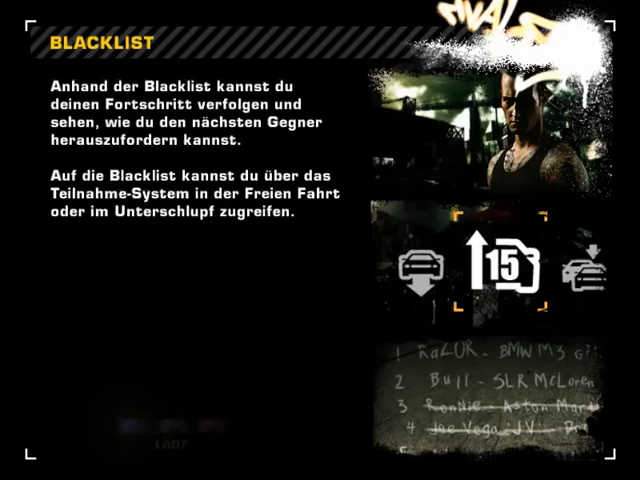 BLACKLIST
Anhand der Blacklist kannst du
deinen Fortschritt verfolgen und
sehen, wie du den nächsten Gegner
herauszufordern kannst.
Auf die Blacklist kannst du über das
Teilnahme-System in der Freien Fahrt
oder im Unterschlupf zugreifen.
15
1 RaZOR - BMW M3
2 Bull - SLR McLaren
3 Ronnie - Aston
4 Joe Vega - JV
LÄDT